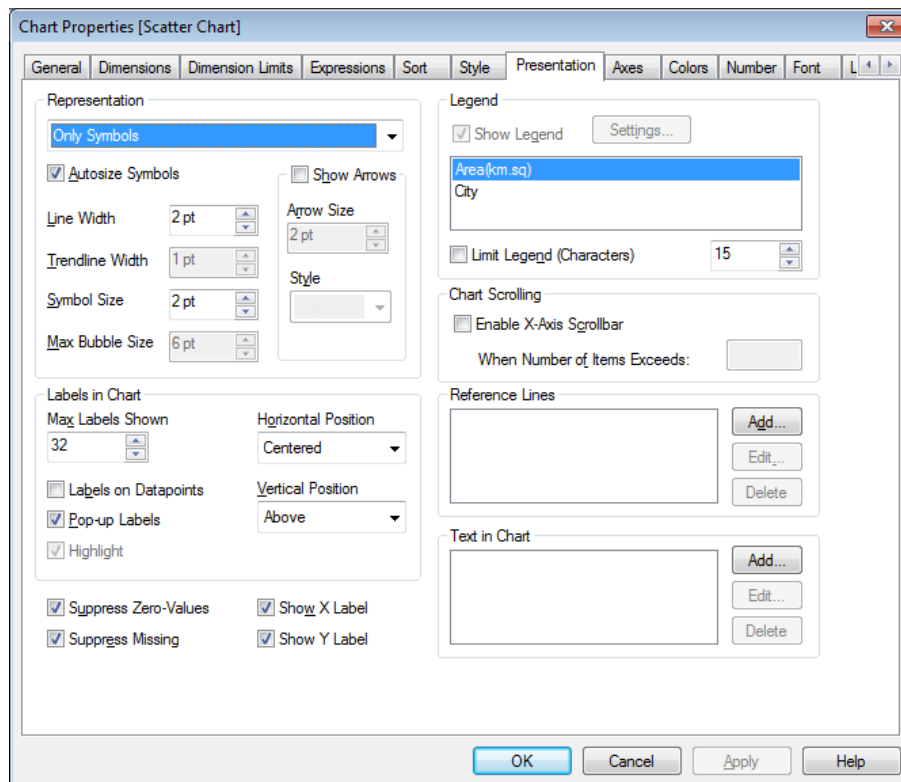 Chart Properties [Scatter Chart]
General Dimensions Dimension Limits Expressions Sort Style Presentation Axes Colors Number Font L
Representation
Only Symbols
Autosize Symbols
Show Arrows
Line Width 2 pt
Arrow Size
2 pt
Trendline Width 1 pt
Style
Symbol Size 2 pt
Max Bubble Size 6 pt
Labels in Chart
Max Labels Shown
32
Horizontal Position
Centered
Labels on Datapoints
Vertical Position
Above
Pop-up Labels
Highlight
Suppress Zero-Values
Show X Label
Suppress Missing
Show Y Label
Legend
Show Legend
Settings...
Area(km.sq)
City
Limit Legend (Characters) 15
Chart Scrolling
Enable X-Axis Scrollbar
When Number of Items Exceeds:
Reference Lines
Add...
Edit...
Delete
Text in Chart
Add...
Edit...
Delete
OK Cancel Apply Help